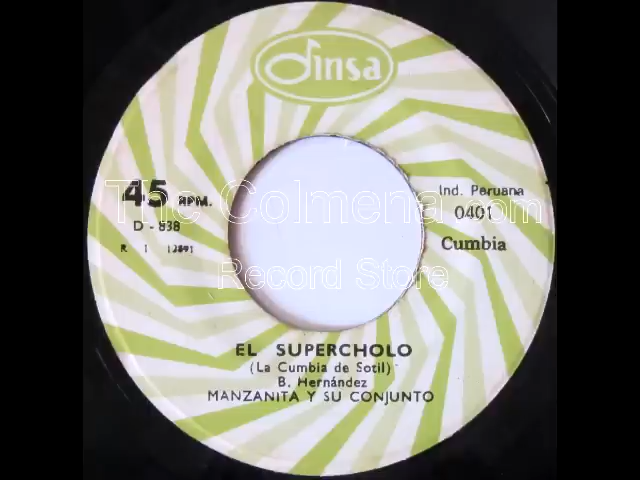 dinsa
45 RPM.
D - 838
R I 12891
Ind. Peruana
0401
Cumbia
The Colmena.com
Record Store
EL SUPERCHOLO
(La Cumbia de Sotil)
B. Hernández
MANZANITA Y SU CONJUNTO